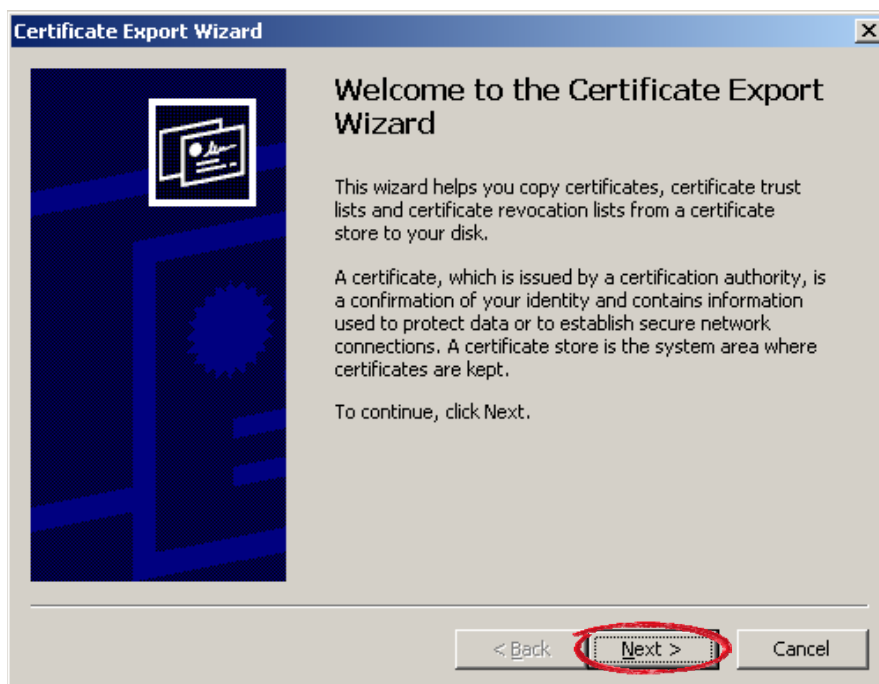 Certificate Export Wizard
Welcome to the Certificate Export
Wizard
This wizard helps you copy certificates, certificate trust
lists and certificate revocation lists from a certificate
store to your disk.
A certificate, which is issued by a certification authority, is
a confirmation of your identity and contains information
used to protect data or to establish secure network
connections. A certificate store is the system area where
certificates are kept.
To continue, click Next.
< Back Next > Cancel